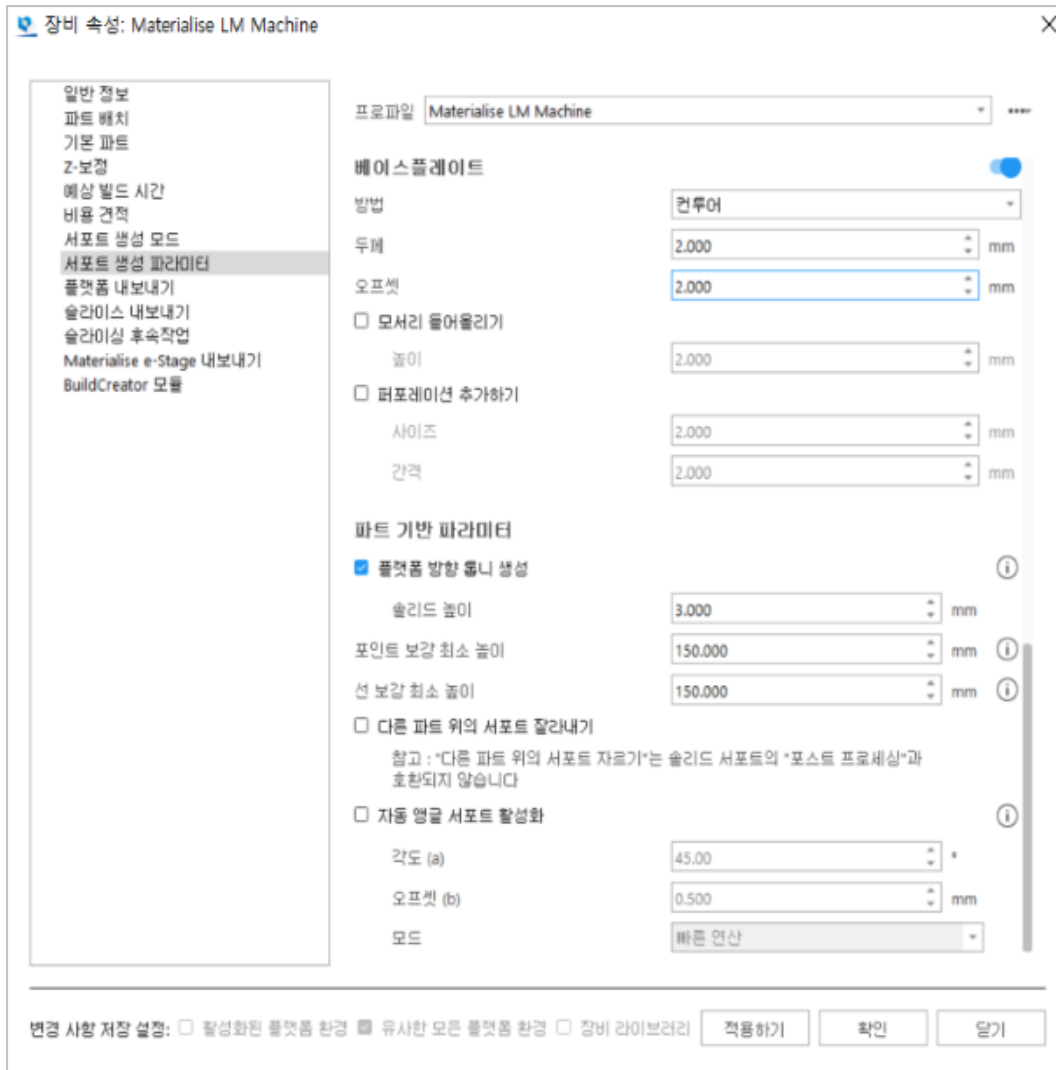 장비 속성: Materialise LM Machine
일반 정보
파트 배치
기본 파트
Z-보정
예상 빌드 시간
비용 견적
서포트 생성 모드
서포트 생성 파라미터
플랫폼 내보내기
슬라이스 내보내기
슬라이싱 후속작업
Materialise e-Stage 내보내기
BuildCreator 모듈
프로파일 Materialise LM Machine
베이스플레이트
방법 컨투어
두께 2.000 mm
오프셋 2.000 mm
모서리 들어올리기
높이 2.000 mm
퍼포레이션 추가하기
사이즈 2.000 mm
간격 2.000 mm
파트 기반 파라미터
플랫폼 방향 톱니 생성
솔리드 높이 3.000 mm
포인트 보강 최소 높이 150.000 mm
선 보강 최소 높이 150.000 mm
다른 파트 위의 서포트 잘라내기
참고 : "다른 파트 위의 서포트 자르기"는 솔리드 서포트의 "포스트 프로세싱"과
호환되지 않습니다
자동 앵글 서포트 활성화
각도 (a) 45.00 °
오프셋 (b) 0.500 mm
모드 빠른 연산
변경 사항 저장 설정: 활성화된 플랫폼 환경 유사한 모든 플랫폼 환경 장비 라이브러리 적용하기 확인 닫기